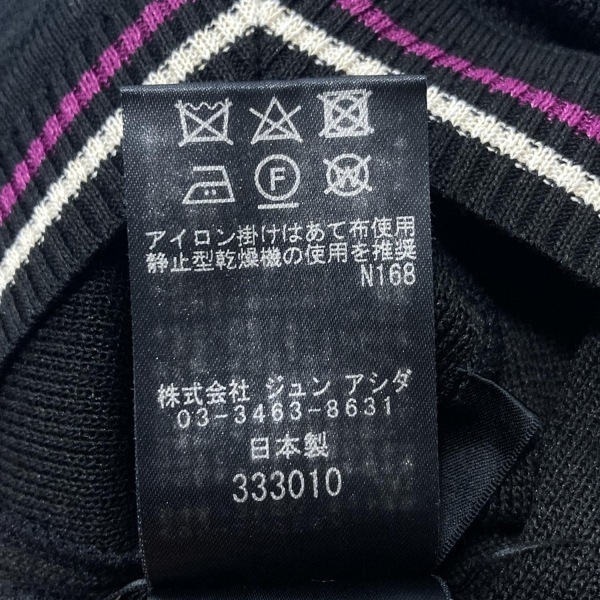 F W
アイロン掛けはあて布使用
静止型乾燥機の使用を推奨
N168
株式会社 ジュン アシダ
03-3463-8631
日本製
333010